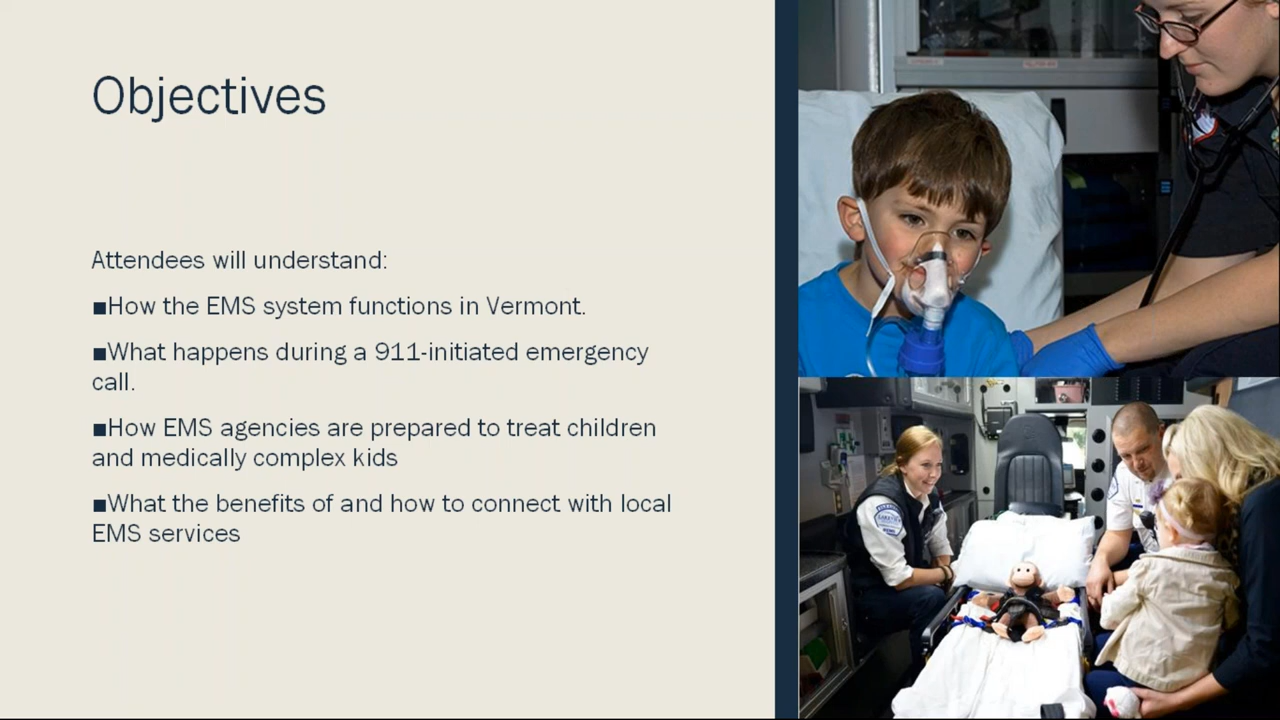 Objectives
Attendees will understand:
■How the EMS system functions in Vermont.
■What happens during a 911-initiated emergency
call.
■How EMS agencies are prepared to treat children
and medically complex kids
■What the benefits of and how to connect with local
EMS services